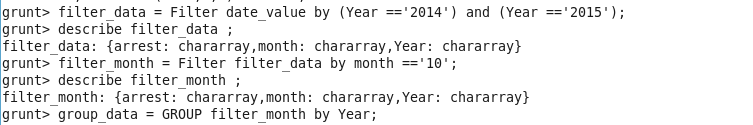 grunt> filter_data = Filter date_value by (Year =='2014') and (Year =='2015');
grunt> describe filter_data ;
filter_data: {arrest: chararray,month: chararray,Year: chararray}
grunt> filter_month = Filter filter_data by month =='10';
grunt> describe filter_month ;
filter_month: {arrest: chararray,month: chararray,Year: chararray}
grunt> group_data = GROUP filter_month by Year;